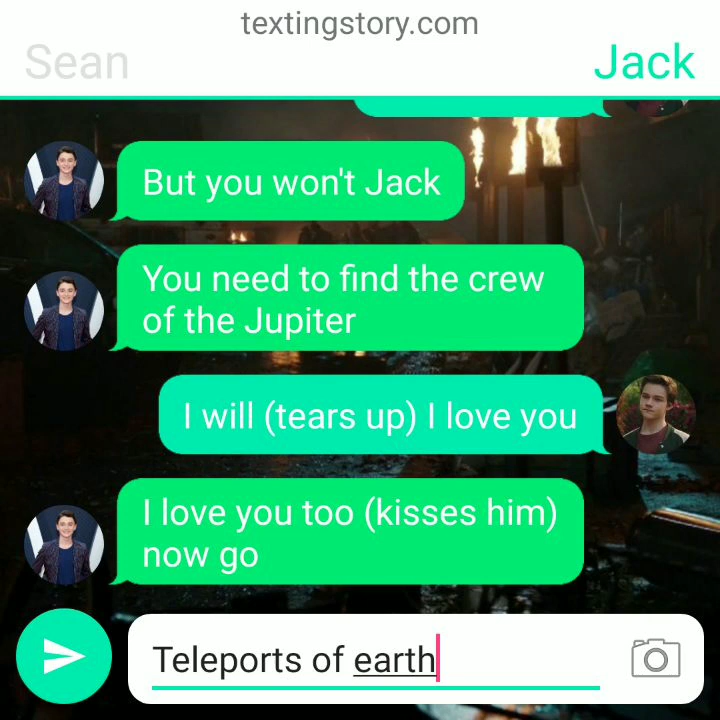 textingstory.com
Sean
Jack
But you won't Jack
You need to find the crew
of the Jupiter
I will (tears up) I love you
I love you too (kisses him)
now go
Teleports of earth